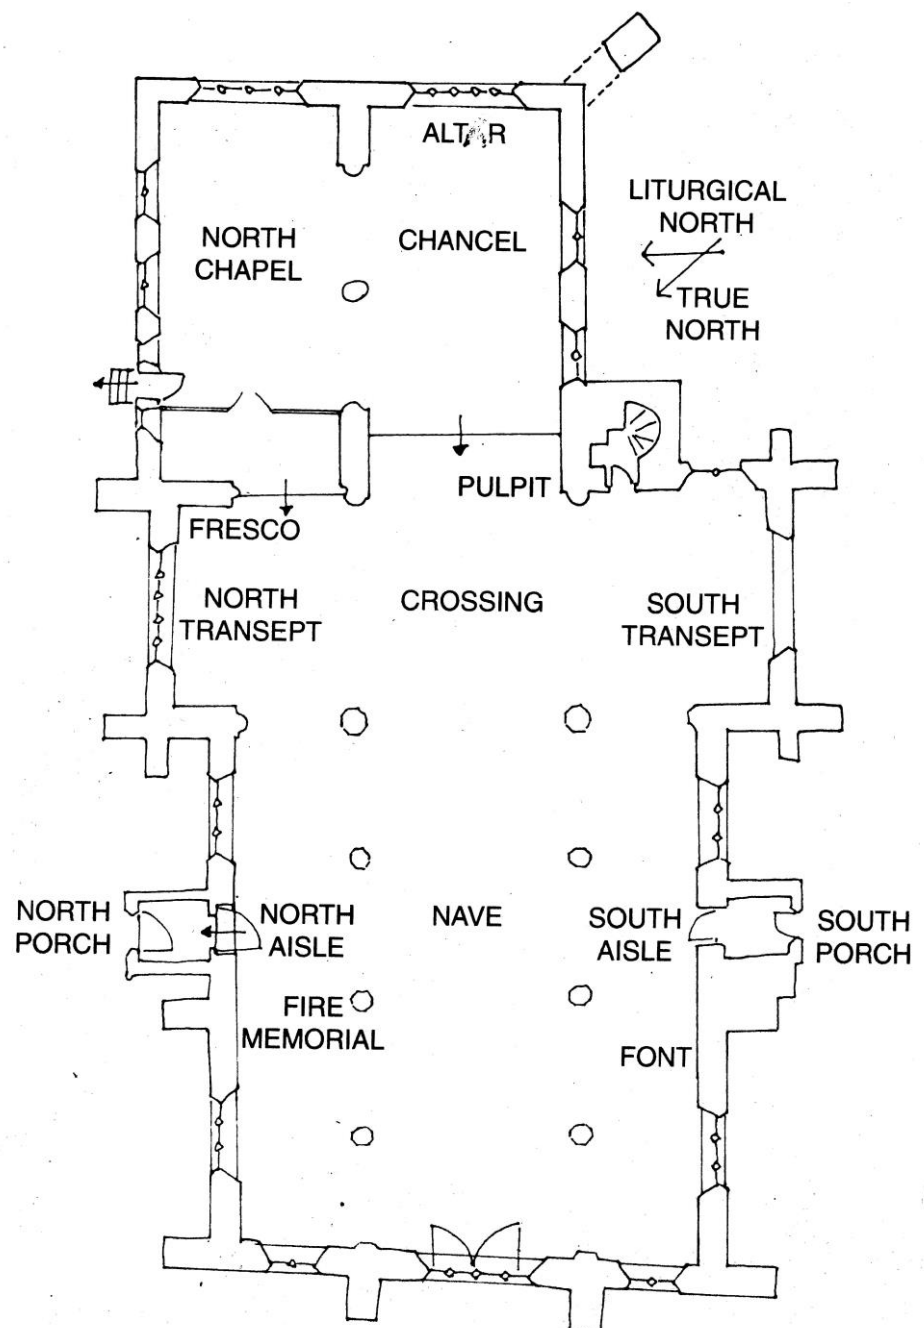 ALTAR
LITURGICAL
NORTH
NORTH
CHAPEL
CHANCEL
TRUE
NORTH
PULPIT
FRESCO
NORTH
TRANSEPT
CROSSING
SOUTH
TRANSEPT
NORTH
PORCH
NORTH
AISLE
NAVE
SOUTH
AISLE
SOUTH
PORCH
FIRE
MEMORIAL
FONT